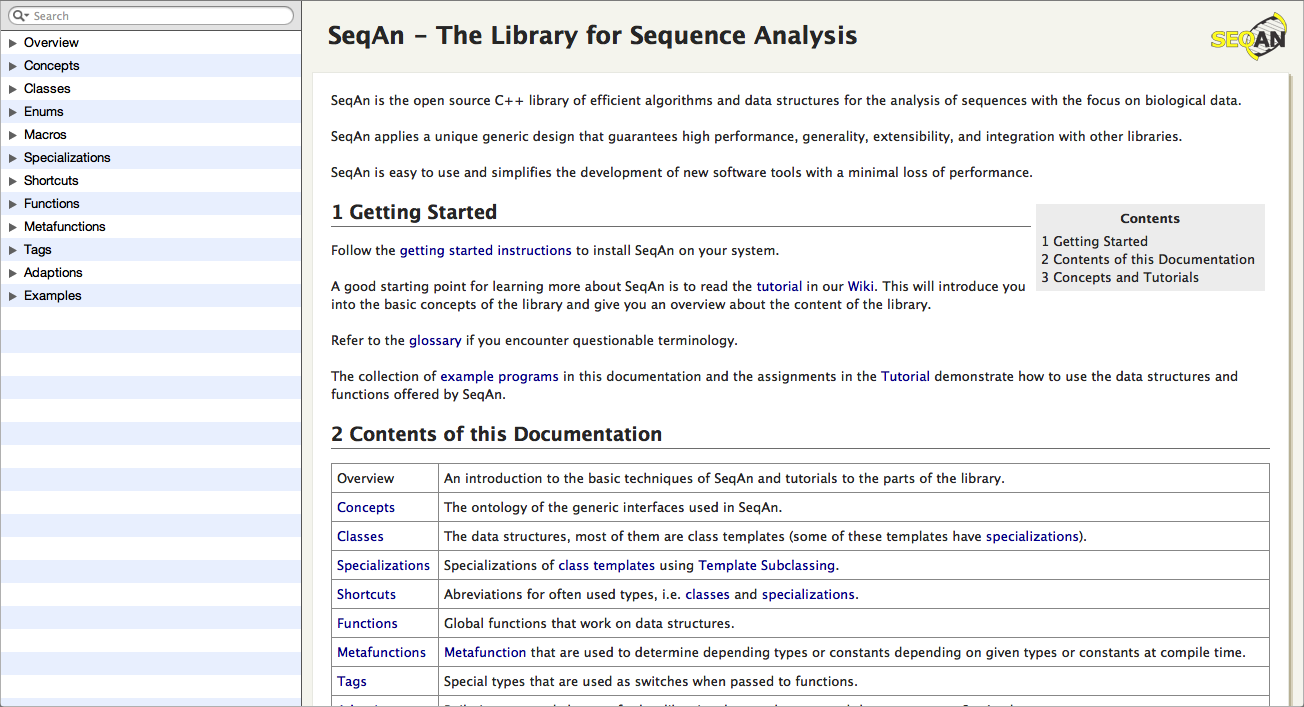 Search
Overview
Concepts
Classes
Enums
Macros
Specializations
Shortcuts
Functions
Metafunctions
Tags
Adaptions
Examples
SeqAn - The Library for Sequence Analysis
SEQAN
SeqAn is the open source C++ library of efficient algorithms and data structures for the analysis of sequences with the focus on biological data.
SeqAn applies a unique generic design that guarantees high performance, generality, extensibility, and integration with other libraries.
SeqAn is easy to use and simplifies the development of new software tools with a minimal loss of performance.
1 Getting Started
Contents
1 Getting Started
2 Contents of this Documentation
3 Concepts and Tutorials
Follow the getting started instructions to install SeqAn on your system.
A good starting point for learning more about SeqAn is to read the tutorial in our Wiki. This will introduce you
into the basic concepts of the library and give you an overview about the content of the library.
Refer to the glossary if you encounter questionable terminology.
The collection of example programs in this documentation and the assignments in the Tutorial demonstrate how to use the data structures and
functions offered by SeqAn.
2 Contents of this Documentation
Overview An introduction to the basic techniques of SeqAn and tutorials to the parts of the library.
Concepts The ontology of the generic interfaces used in SeqAn.
Classes The data structures, most of them are class templates (some of these templates have specializations).
Specializations Specializations of class templates using Template Subclassing.
Shortcuts Abreviations for often used types, i.e. classes and specializations.
Functions Global functions that work on data structures.
Metafunctions Metafunction that are used to determine depending types or constants depending on given types or constants at compile time.
Tags Special types that are used as switches when passed to functions.